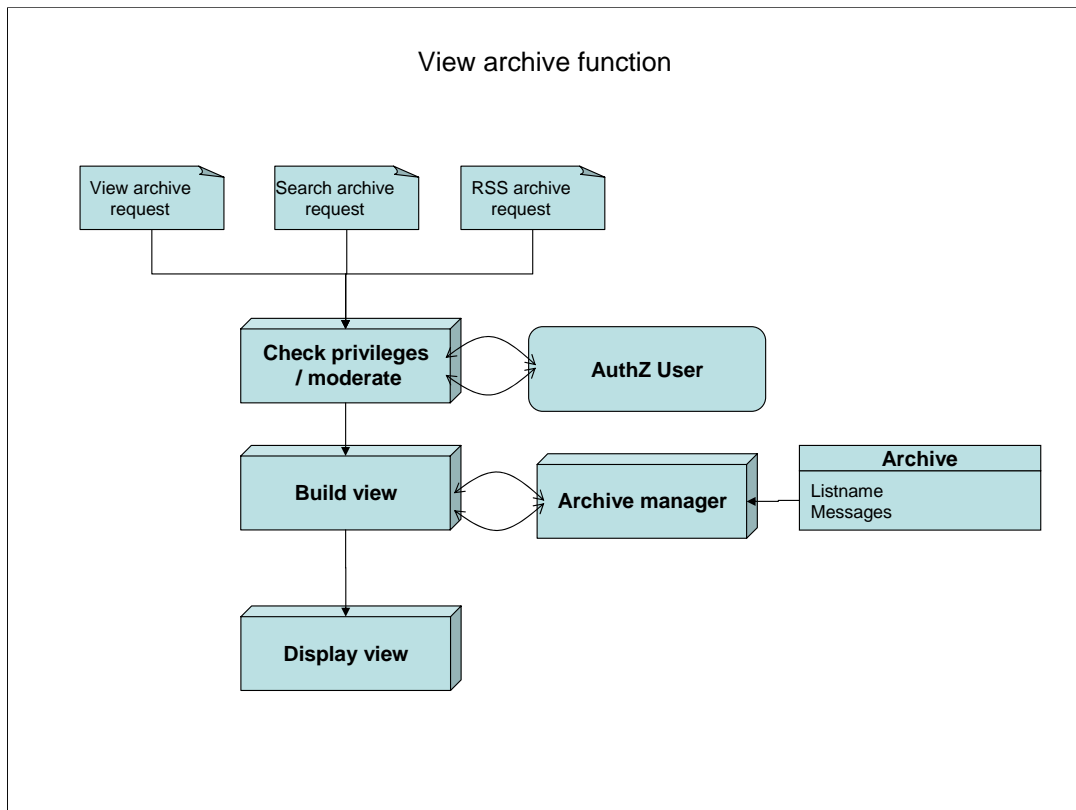 View archive function
View archive
request
Search archive
request
RSS archive
request
Check privileges
/ moderate
AuthZ User
Build view
Archive manager
Archive
Listname
Messages
Display view